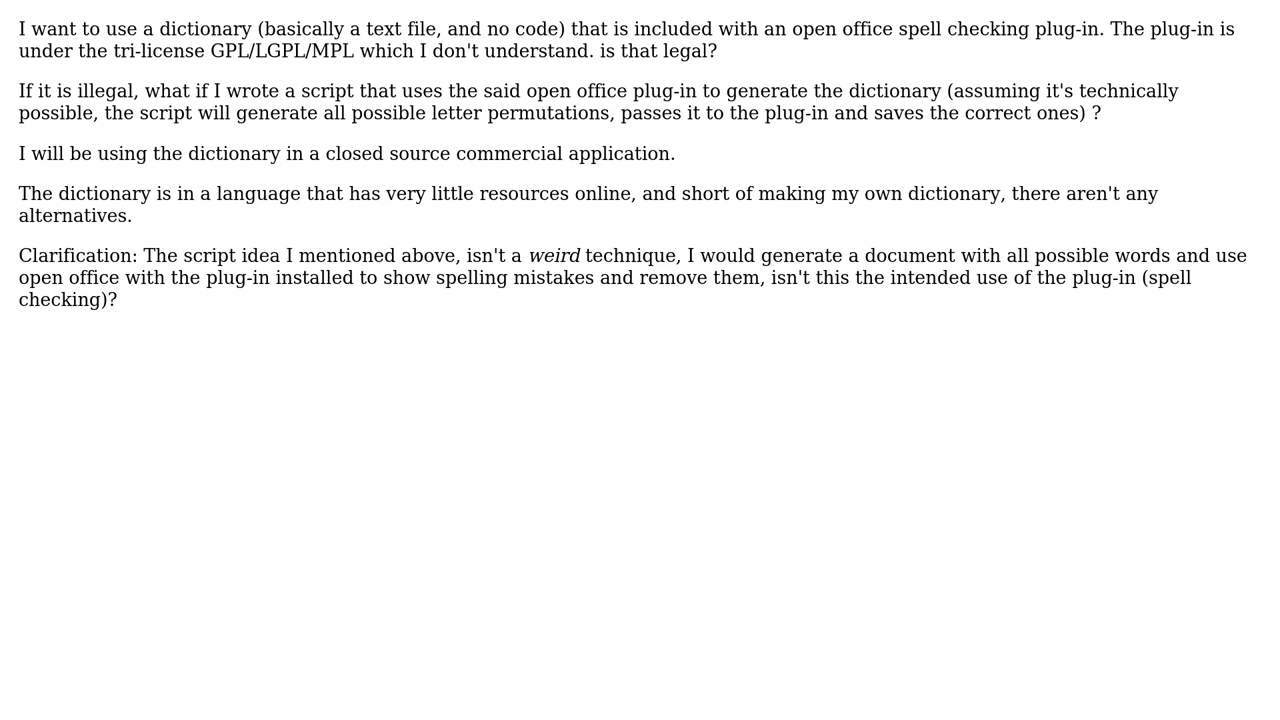 I want to use a dictionary (basically a text file, and no code) that is included with an open office spell checking plug-in. The plug-in is
under the tri-license GPL/LGPL/MPL which I don't understand. is that legal?
If it is illegal, what if I wrote a script that uses the said open office plug-in to generate the dictionary (assuming it's technically
possible, the script will generate all possible letter permutations, passes it to the plug-in and saves the correct ones) ?
I will be using the dictionary in a closed source commercial application.
The dictionary is in a language that has very little resources online, and short of making my own dictionary, there aren't any
alternatives.
Clarification: The script idea I mentioned above, isn't a weird technique, I would generate a document with all possible words and use
open office with the plug-in installed to show spelling mistakes and remove them, isn't this the intended use of the plug-in (spell
checking)?